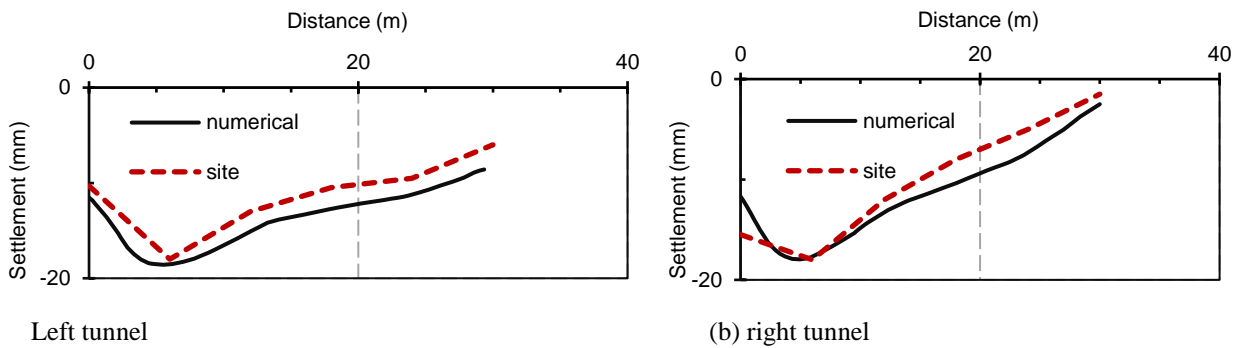 Distance (m)
0 20 40
0
numerical
site
-20
Settlement (mm)
Left tunnel
Distance (m)
0 20 40
0
numerical
site
-20
Settlement (mm)
(b) right tunnel